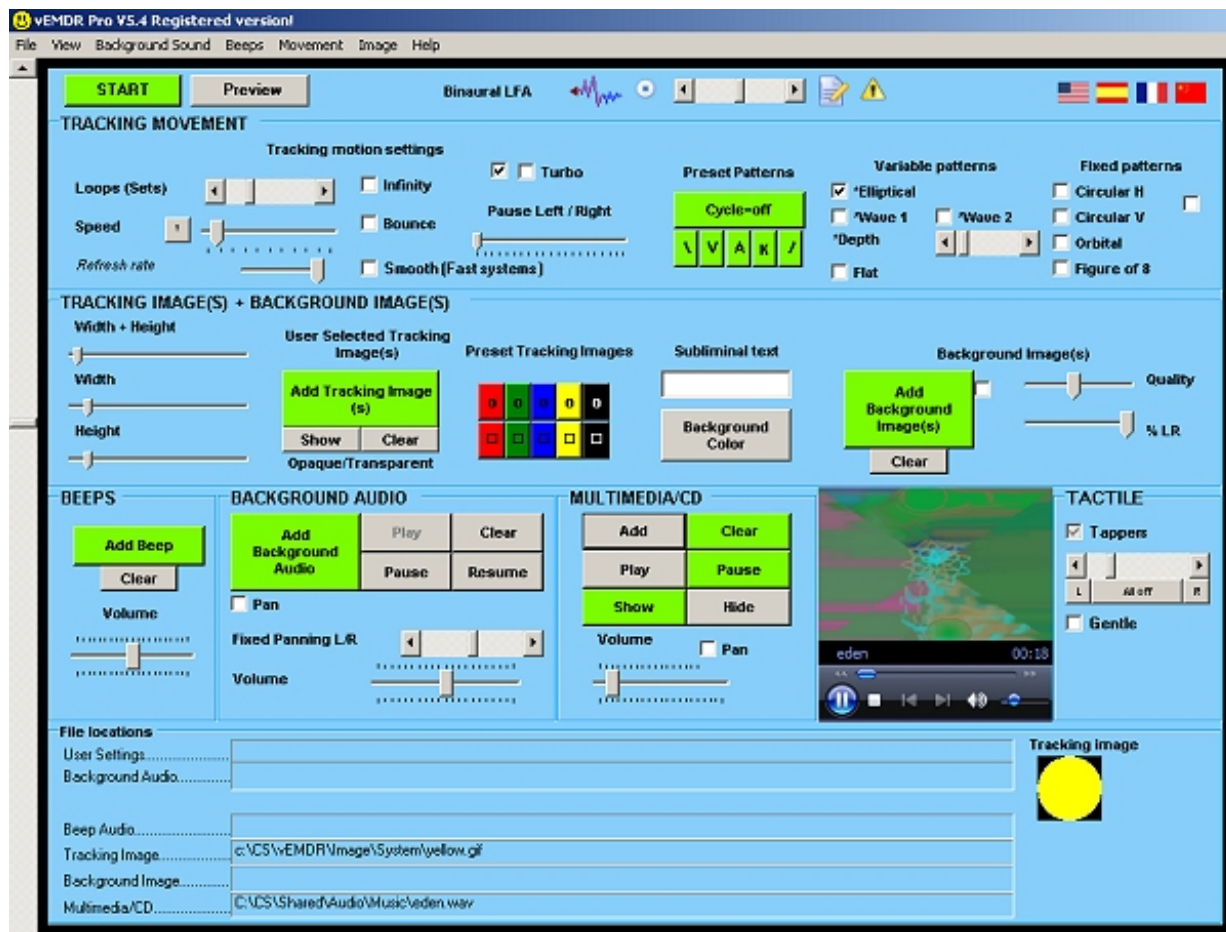 vEMDR Pro V5.4 Registered version!
File View Background Sound Beeps Movement Image Help
START Preview Binaural LFA
TRACKING MOVEMENT
Tracking motion settings
Loops (Sets) Infinity Turbo Preset Patterns Variable patterns Fixed patterns
*Elliptical Circular H
Speed Bounce Pause Left / Right Cycle=off *Wave 1 *Wave 2 Circular V
*Depth Orbital
\ V A K /
Refresh rate Smooth (Fast systems) Flat Figure of 8
TRACKING IMAGE(S) + BACKGROUND IMAGE(S)
Width + Height
User Selected Tracking Image(s)
Preset Tracking Images Subliminal text Background Image(s)
Width
Add Tracking Image (s)
0 0 0 0 0
Add Background Image(s)
Quality
Height
Show Clear
Background Color
% LR
Opaque/Transparent
Clear
BEEPS BACKGROUND AUDIO MULTIMEDIA/CD TACTILE
Add Beep
Clear
Volume
Add Background Audio
Play Clear
Pause Resume
Pan
Fixed Panning L/R
Volume
Add Clear
Play Pause
Show Hide
Volume Pan
eden 00:18
Tappers
L All off R
Gentle
File locations
User Settings
Background Audio
Beep Audio
Tracking Image c:\CS\vEMDR\Image\System\yellow.gif
Background Image
Multimedia/CD C:\CS\Shared\Audio\Music\eden.wav
Tracking image